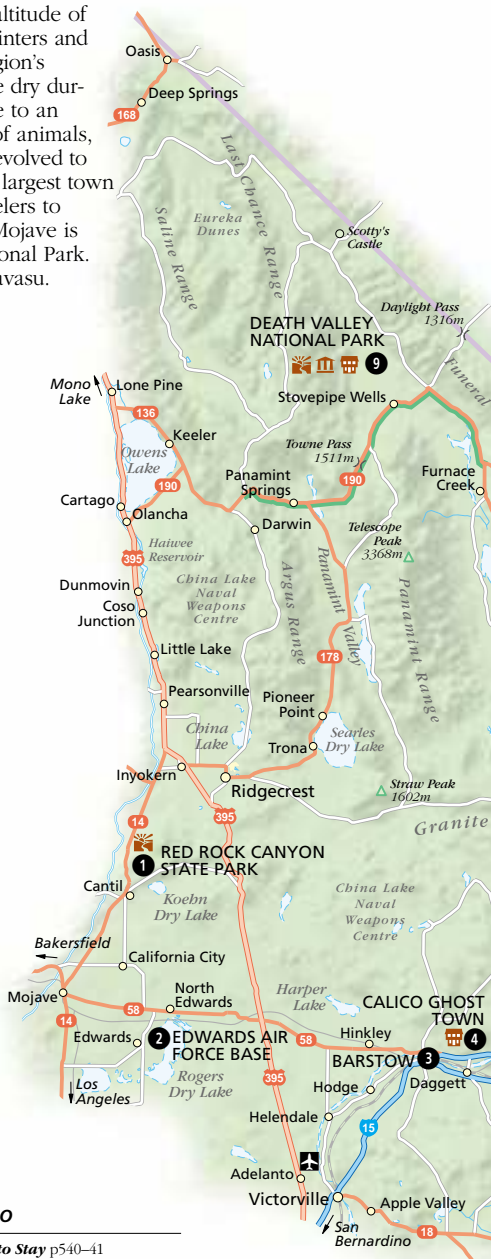 altitude of
inters and
gion's
e dry dur-
e to an
of animals,
evolved to
largest town
elers to
Mojave is
onal Park.
avasu.
Oasis
Deep Springs
168
Last Chance Range
Saline Range
Eureka
Dunes
Scotty's
Castle
Daylight Pass
1316m
DEATH VALLEY
NATIONAL PARK
9
Funeral
Mono
Lake
Lone Pine
Stovepipe Wells
136
Keeler
Towne Pass
1511m
Owens
Lake
190
190
Panamint
Springs
Furnace
Creek
Cartago
Olancha
Darwin
Telescope
Peak
3368m
395
Haiwee
Reservoir
Panamint
Valley
Dunmovin
China Lake
Naval
Weapons
Centre
Argus Range
Panamint Range
Coso
Junction
Little Lake
178
Pearsonville
Pioneer
Point
China
Lake
Searles
Dry Lake
Trona
Inyokern
Ridgecrest
Straw Peak
1602m
14
395
Granite
1
RED ROCK CANYON
STATE PARK
Cantil
Koehn
Dry Lake
China Lake
Naval
Weapons
Centre
Bakersfield
California City
Mojave
North
Edwards
Harper
Lake
CALICO GHOST
TOWN
4
58
14
Edwards
2
EDWARDS AIR
FORCE BASE
58
Hinkley
BARSTOW
3
Los
Angeles
Rogers
Dry Lake
395
Hodge
Daggett
Helendale
15
Adelanto
Victorville
Apple Valley
San
Bernardino
18
O
to Stay p540–41